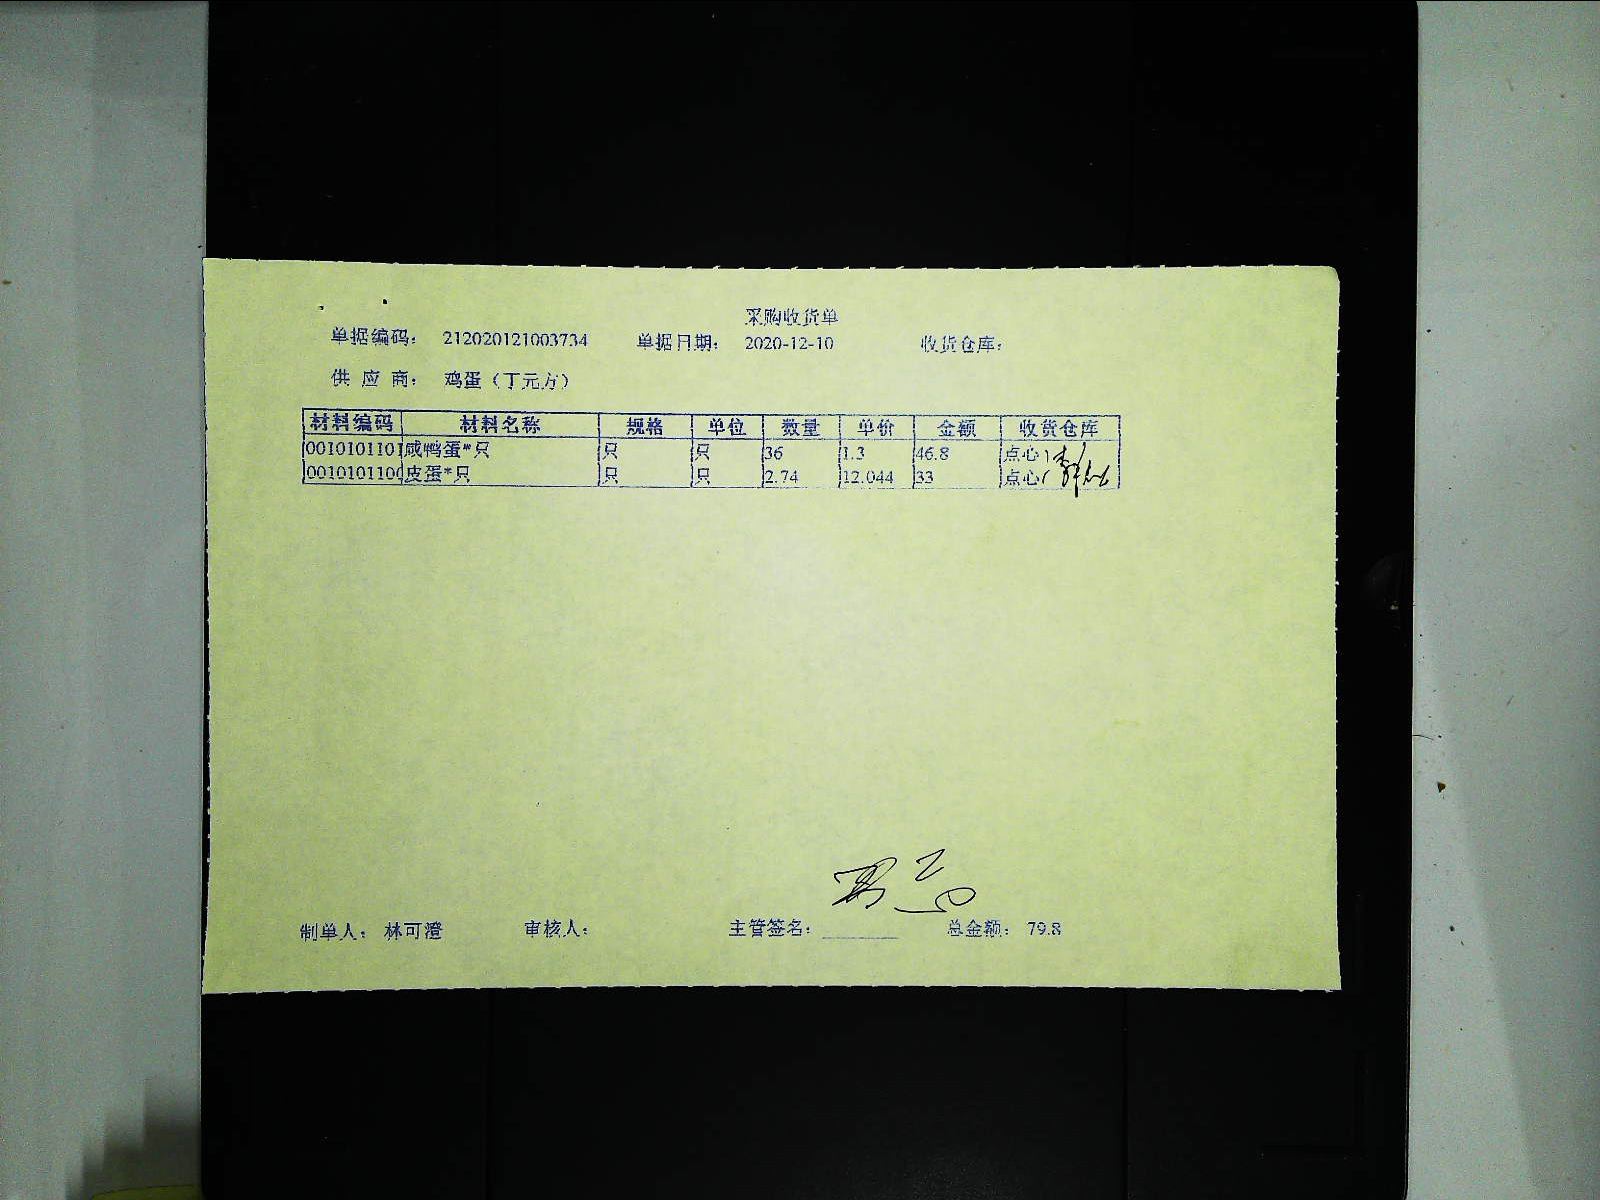 采购收货单
单据编码： 212020121003734 单据日期： 2020-12-10 收货仓库：
供 应 商： 鸡蛋（丁元方）
材料编码 材料名称 规格 单位 数量 单价 金额 收货仓库
0010101101 咸鸭蛋*只 只 只 36 1.3 46.8 点心
0010101100 皮蛋*只 只 只 2.74 12.044 33 点心
制单人： 林可澄 审核人： 主管签名： 总金额： 79.8